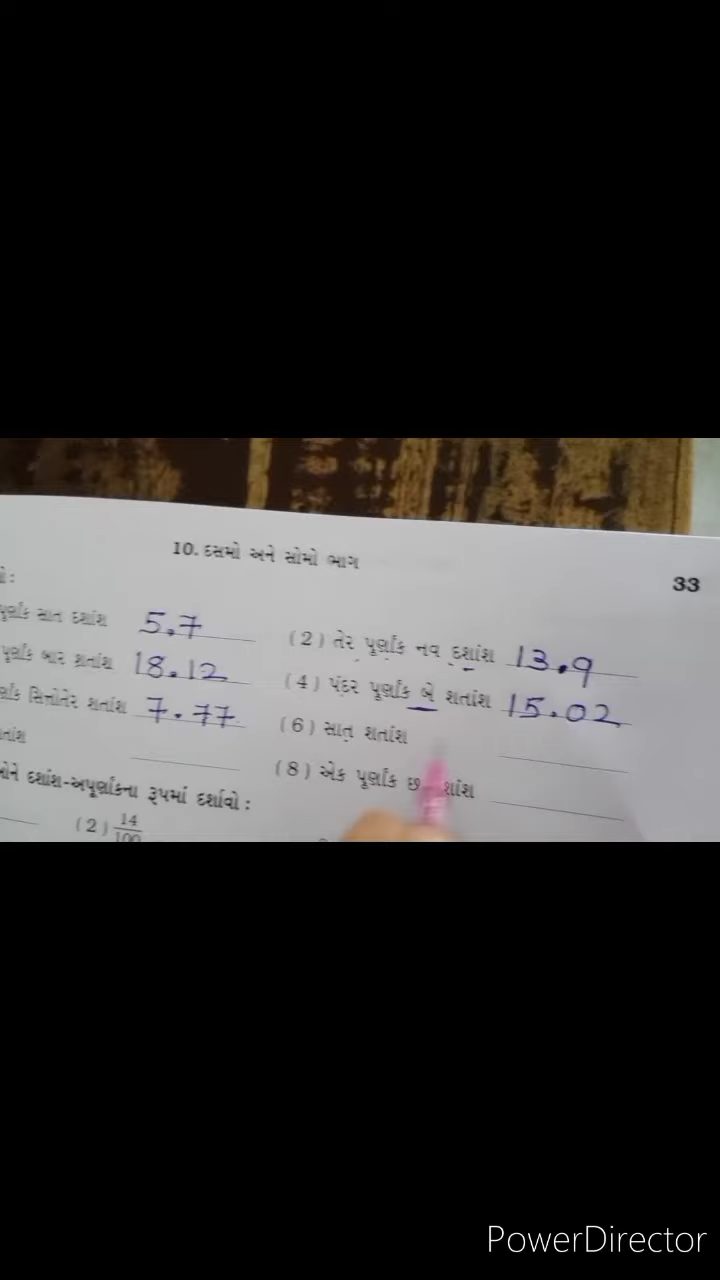 10. દસમો અને સોમો ભાગ
33
પૂર્ણાંક સાત દશાંશ 5.7 (2) તેર પૂર્ણાંક નવ દશાંશ 13.9
પૂર્ણાંક બાર શતાંશ 18.12 (4) પંદર પૂર્ણાંક બે શતાંશ 15.02
સિત્તોતેર શતાંશ 7.77 (6) સાત શતાંશ
(8) એક પૂર્ણાંક છ
દશાંશ-અપૂર્ણાંકના રૂપમાં દર્શાવો :
(2) 14/100
PowerDirector